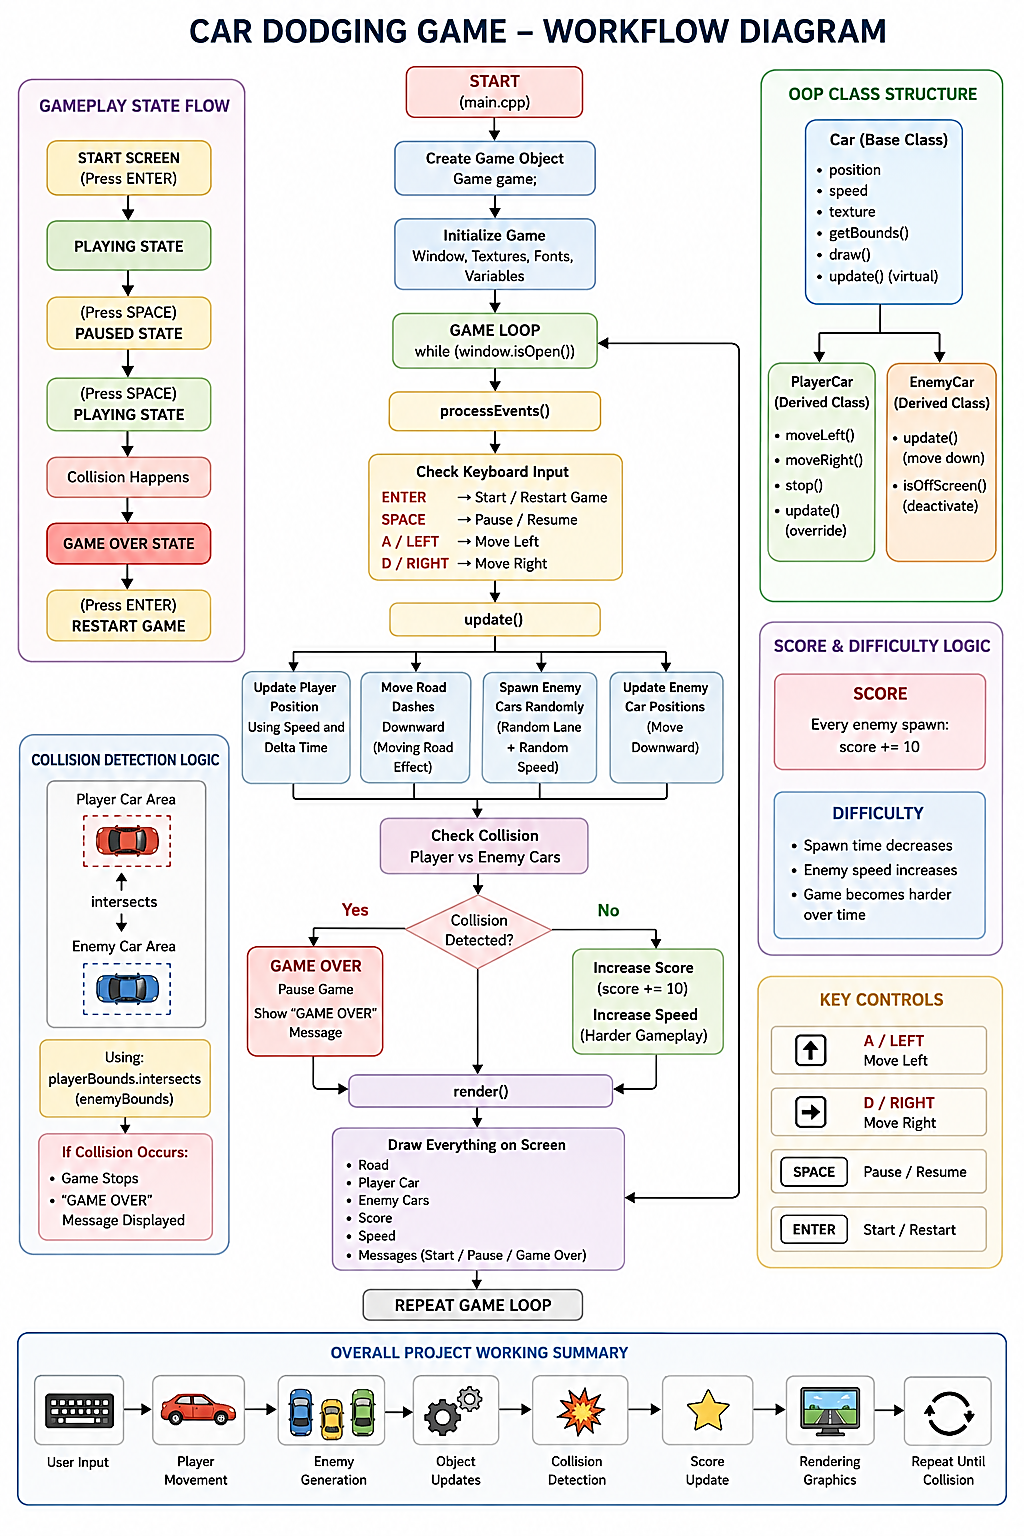 CAR DODGING GAME – WORKFLOW DIAGRAM
GAMEPLAY STATE FLOW
START SCREEN
(Press ENTER)
PLAYING STATE
(Press SPACE)
PAUSED STATE
(Press SPACE)
PLAYING STATE
Collision Happens
GAME OVER STATE
(Press ENTER)
RESTART GAME
COLLISION DETECTION LOGIC
Player Car Area
intersects
Enemy Car Area
Using:
playerBounds.intersects
(enemyBounds)
If Collision Occurs:
• Game Stops
• “GAME OVER”
Message Displayed
START
(main.cpp)
Create Game Object
Game game;
Initialize Game
Window, Textures, Fonts,
Variables
GAME LOOP
while (window.isOpen())
processEvents()
Check Keyboard Input
ENTER → Start / Restart Game
SPACE → Pause / Resume
A / LEFT → Move Left
D / RIGHT → Move Right
update()
Update Player
Position
Using Speed and
Delta Time
Move Road
Dashes
Downward
(Moving Road
Effect)
Spawn Enemy
Cars Randomly
(Random Lane
+ Random
Speed)
Update Enemy
Car Positions
(Move
Downward)
Check Collision
Player vs Enemy Cars
Collision
Detected?
Yes
No
GAME OVER
Pause Game
Show “GAME OVER”
Message
Increase Score
(score += 10)
Increase Speed
(Harder Gameplay)
render()
Draw Everything on Screen
• Road
• Player Car
• Enemy Cars
• Score
• Speed
• Messages (Start / Pause / Game Over)
REPEAT GAME LOOP
OOP CLASS STRUCTURE
Car (Base Class)
• position
• speed
• texture
• getBounds()
• draw()
• update() (virtual)
PlayerCar
(Derived Class)
• moveLeft()
• moveRight()
• stop()
• update()
(override)
EnemyCar
(Derived Class)
• update()
(move down)
• isOffScreen()
(deactivate)
SCORE & DIFFICULTY LOGIC
SCORE
Every enemy spawn:
score += 10
DIFFICULTY
• Spawn time decreases
• Enemy speed increases
• Game becomes harder
over time
KEY CONTROLS
A / LEFT
Move Left
D / RIGHT
Move Right
SPACE Pause / Resume
ENTER Start / Restart
OVERALL PROJECT WORKING SUMMARY
User Input
Player
Movement
Enemy
Generation
Object
Updates
Collision
Detection
Score
Update
Rendering
Graphics
Repeat Until
Collision